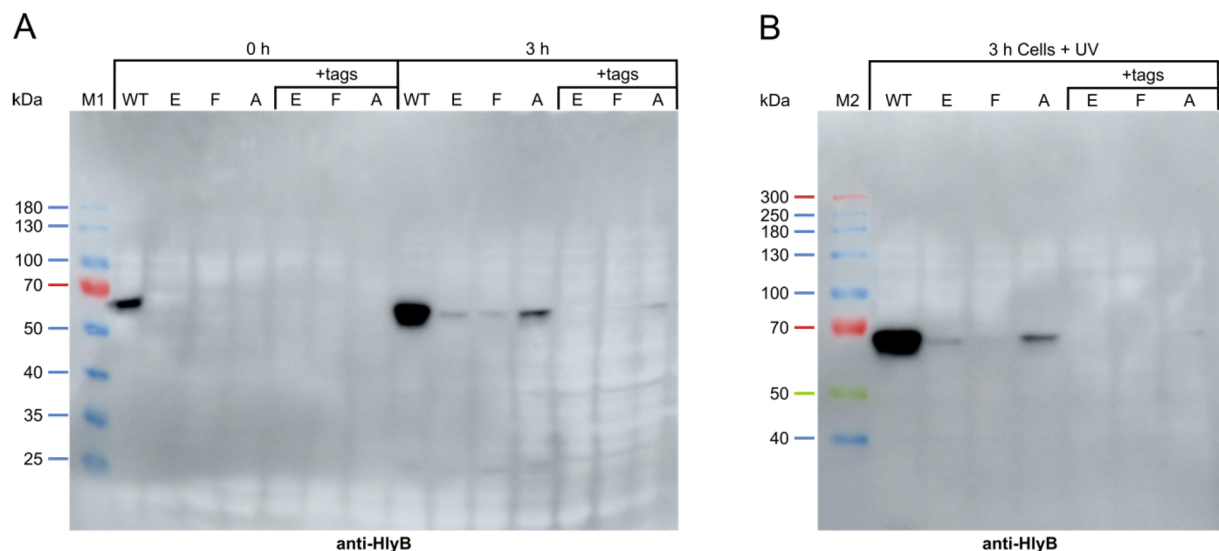 A
0 h
3 h
+tags
+tags
kDa
M1
WT
E
F
A
E
F
A
WT
E
F
A
E
F
A
180
130
100
70
50
40
35
25
anti-HlyB
B
3 h Cells + UV
+tags
kDa
M2
WT
E
F
A
E
F
A
300
250
180
130
100
70
50
40
anti-HlyB